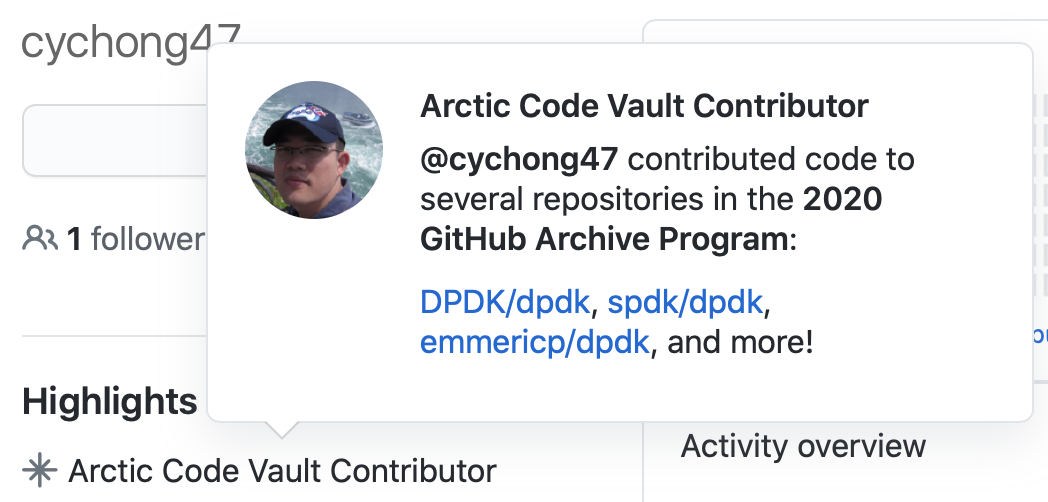 cychong47
Arctic Code Vault Contributor
@cychong47 contributed code to
several repositories in the 2020
GitHub Archive Program:
DPDK/dpdk, spdk/dpdk,
emmericp/dpdk, and more!
1 follower
Highlights
Arctic Code Vault Contributor
Activity overview